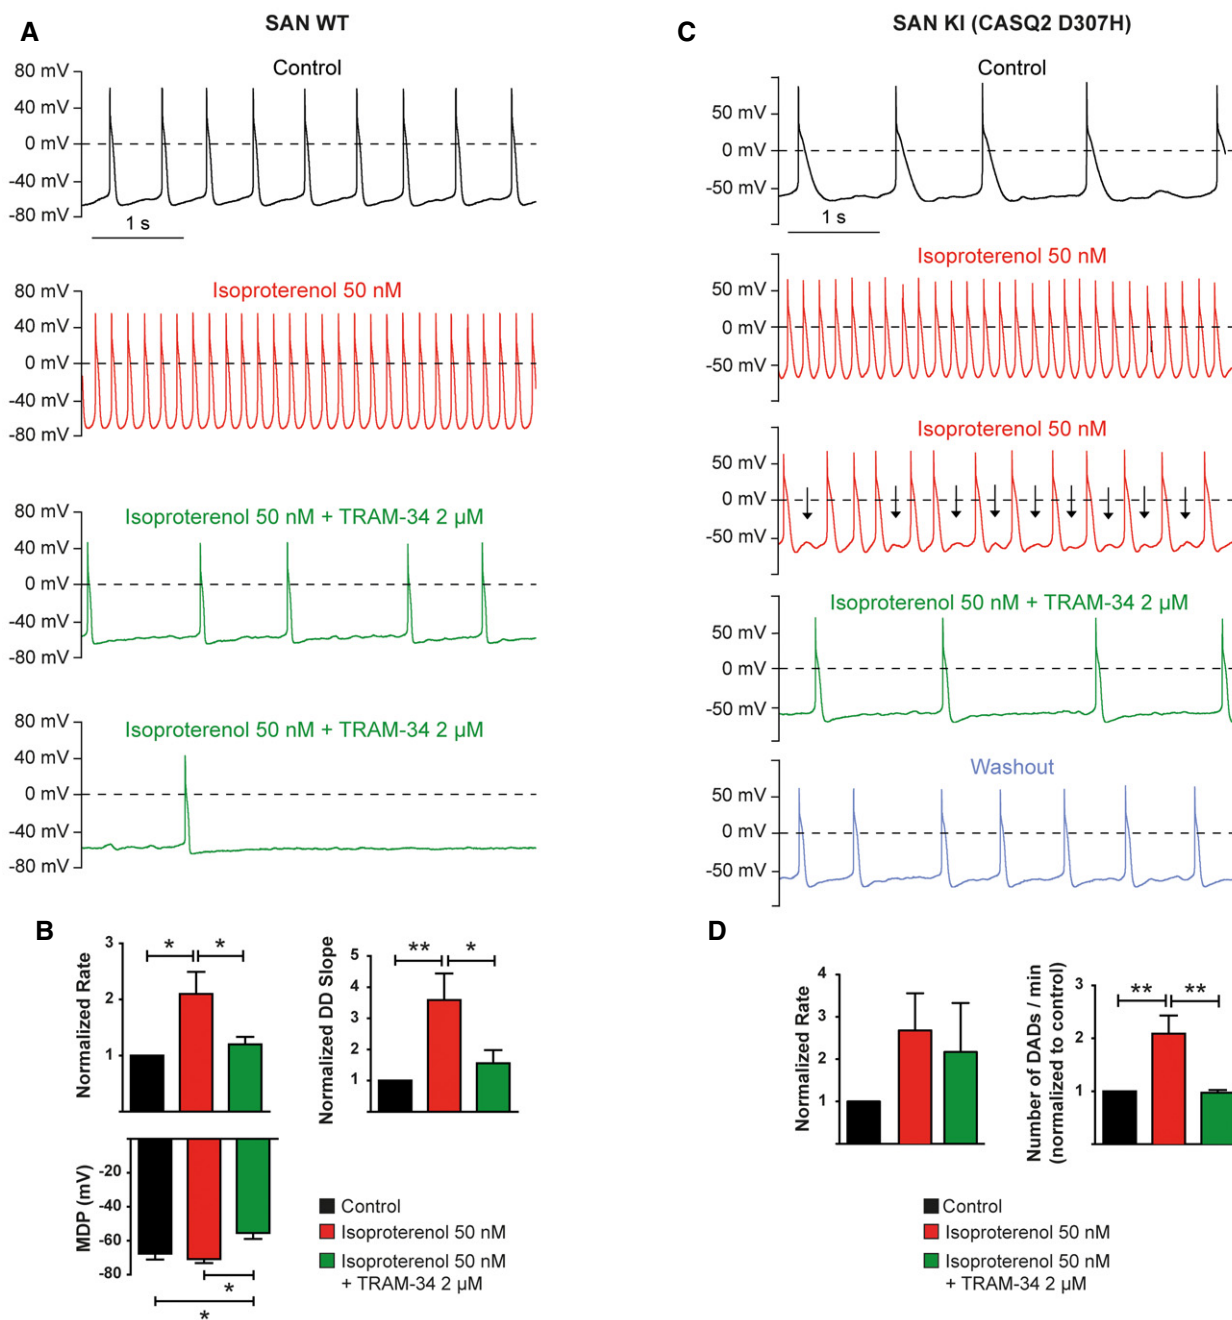 A
SAN WT
Control
80 mV
40 mV
0 mV
-40 mV
-80 mV
1 s
Isoproterenol 50 nM
80 mV
40 mV
0 mV
-40 mV
-80 mV
Isoproterenol 50 nM + TRAM-34 2 µM
80 mV
40 mV
0 mV
-40 mV
-80 mV
Isoproterenol 50 nM + TRAM-34 2 µM
80 mV
40 mV
0 mV
-40 mV
-80 mV
B
Normalized Rate
3
2
1
*
*
Normalized DD Slope
5
4
3
2
1
**
*
MDP (mV)
-20
-40
-60
-80
*
*
Control
Isoproterenol 50 nM
Isoproterenol 50 nM
+ TRAM-34 2 µM
C
SAN KI (CASQ2 D307H)
Control
50 mV
0 mV
-50 mV
1 s
Isoproterenol 50 nM
50 mV
0 mV
-50 mV
Isoproterenol 50 nM
50 mV
0 mV
-50 mV
Isoproterenol 50 nM + TRAM-34 2 µM
50 mV
0 mV
-50 mV
Washout
50 mV
0 mV
-50 mV
D
Normalized Rate
4
3
2
1
Number of DADs / min
(normalized to control)
3
2
1
**
**
Control
Isoproterenol 50 nM
Isoproterenol 50 nM
+ TRAM-34 2 µM